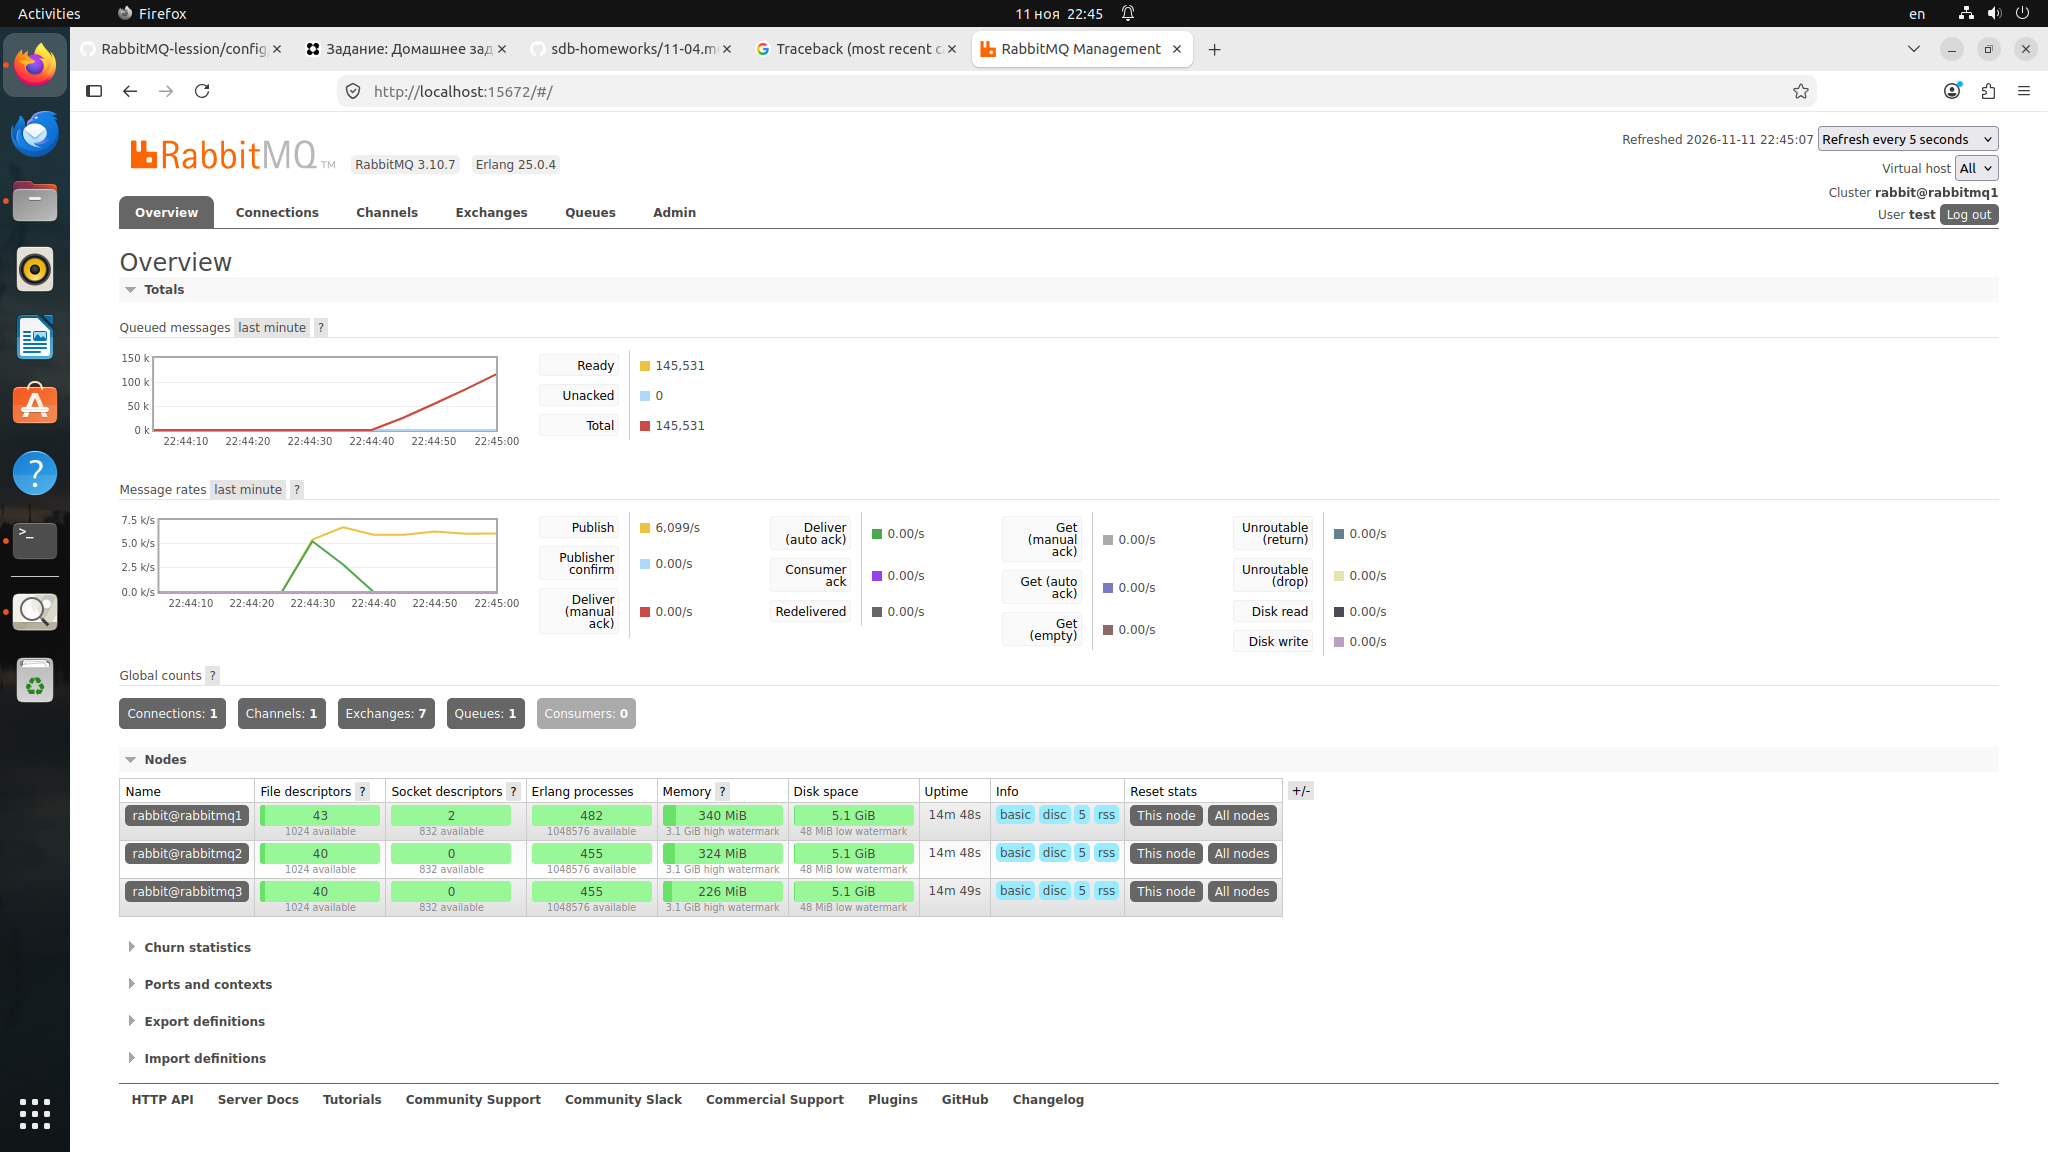 Activities Firefox 11 ноя 22:45 en
RabbitMQ-lession/config Задание: Домашнее зад sdb-homeworks/11-04.m Traceback (most recent c RabbitMQ Management
http://localhost:15672/#/
RabbitMQ TM RabbitMQ 3.10.7 Erlang 25.0.4
Refreshed 2026-11-11 22:45:07 Refresh every 5 seconds
Virtual host All
Cluster rabbit@rabbitmq1
User test Log out
Overview Connections Channels Exchanges Queues Admin
Overview
Totals
Queued messages last minute ?
150 k
100 k
50 k
0 k
22:44:10 22:44:20 22:44:30 22:44:40 22:44:50 22:45:00
Ready 145,531
Unacked 0
Total 145,531
Message rates last minute ?
7.5 k/s
5.0 k/s
2.5 k/s
0.0 k/s
22:44:10 22:44:20 22:44:30 22:44:40 22:44:50 22:45:00
Publish 6,099/s
Publisher confirm 0.00/s
Deliver (manual ack) 0.00/s
Deliver (auto ack) 0.00/s
Consumer ack 0.00/s
Redelivered 0.00/s
Get (manual ack) 0.00/s
Get (auto ack) 0.00/s
Get (empty) 0.00/s
Unroutable (return) 0.00/s
Unroutable (drop) 0.00/s
Disk read 0.00/s
Disk write 0.00/s
Global counts ?
Connections: 1 Channels: 1 Exchanges: 7 Queues: 1 Consumers: 0
Nodes
Name File descriptors ? Socket descriptors ? Erlang processes Memory ? Disk space Uptime Info Reset stats +/-
rabbit@rabbitmq1 43 2 482 340 MiB 5.1 GiB 14m 48s basic disc 5 rss This node All nodes
1024 available 832 available 1048576 available 3.1 GiB high watermark 48 MiB low watermark
rabbit@rabbitmq2 40 0 455 324 MiB 5.1 GiB 14m 48s basic disc 5 rss This node All nodes
1024 available 832 available 1048576 available 3.1 GiB high watermark 48 MiB low watermark
rabbit@rabbitmq3 40 0 455 226 MiB 5.1 GiB 14m 49s basic disc 5 rss This node All nodes
1024 available 832 available 1048576 available 3.1 GiB high watermark 48 MiB low watermark
Churn statistics
Ports and contexts
Export definitions
Import definitions
HTTP API Server Docs Tutorials Community Support Community Slack Commercial Support Plugins GitHub Changelog